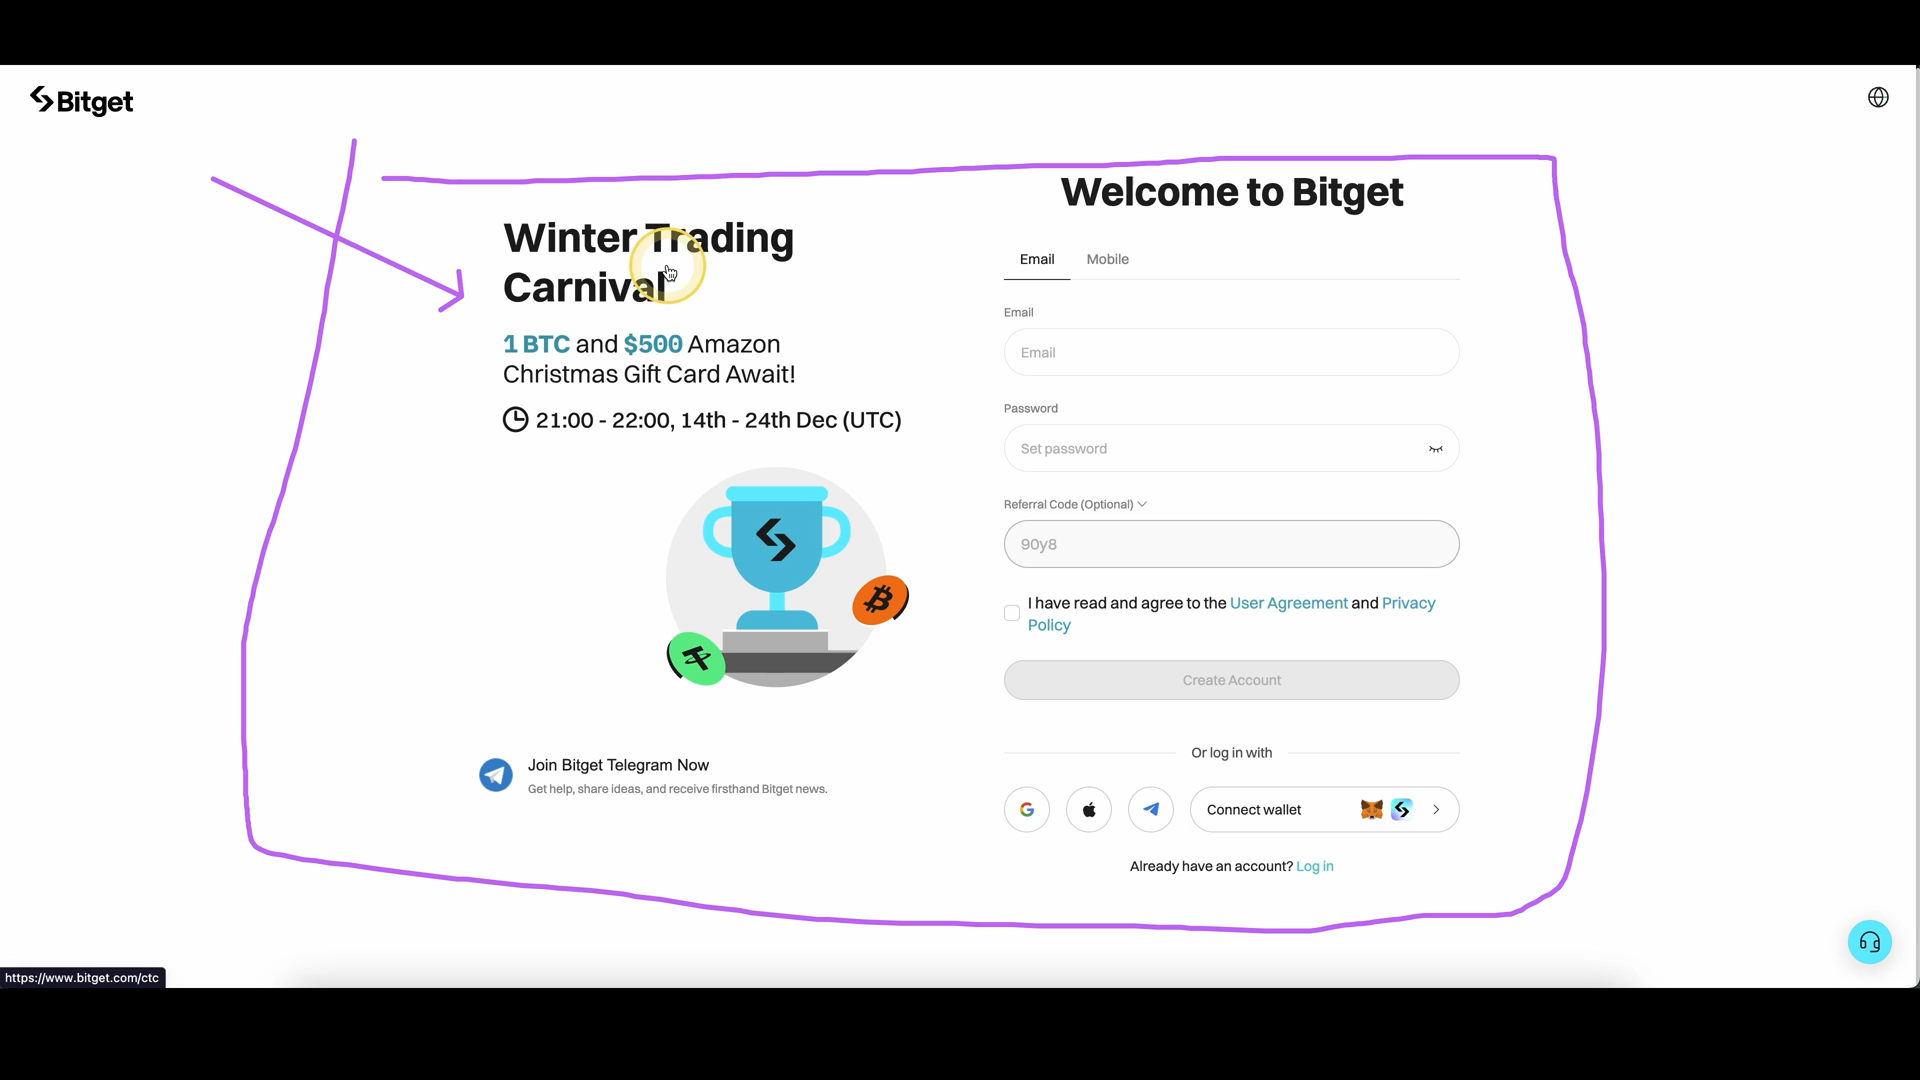 Bitget
Winter Trading
Carnival
1 BTC and $500 Amazon
Christmas Gift Card Await!
21:00 - 22:00, 14th - 24th Dec (UTC)
Join Bitget Telegram Now
Get help, share ideas, and receive firsthand Bitget news.
Welcome to Bitget
Email Mobile
Email
Email
Password
Set password
Referral Code (Optional)
90y8
I have read and agree to the User Agreement and Privacy
Policy
Create Account
Or log in with
Connect wallet
Already have an account? Log in
https://www.bitget.com/ctc